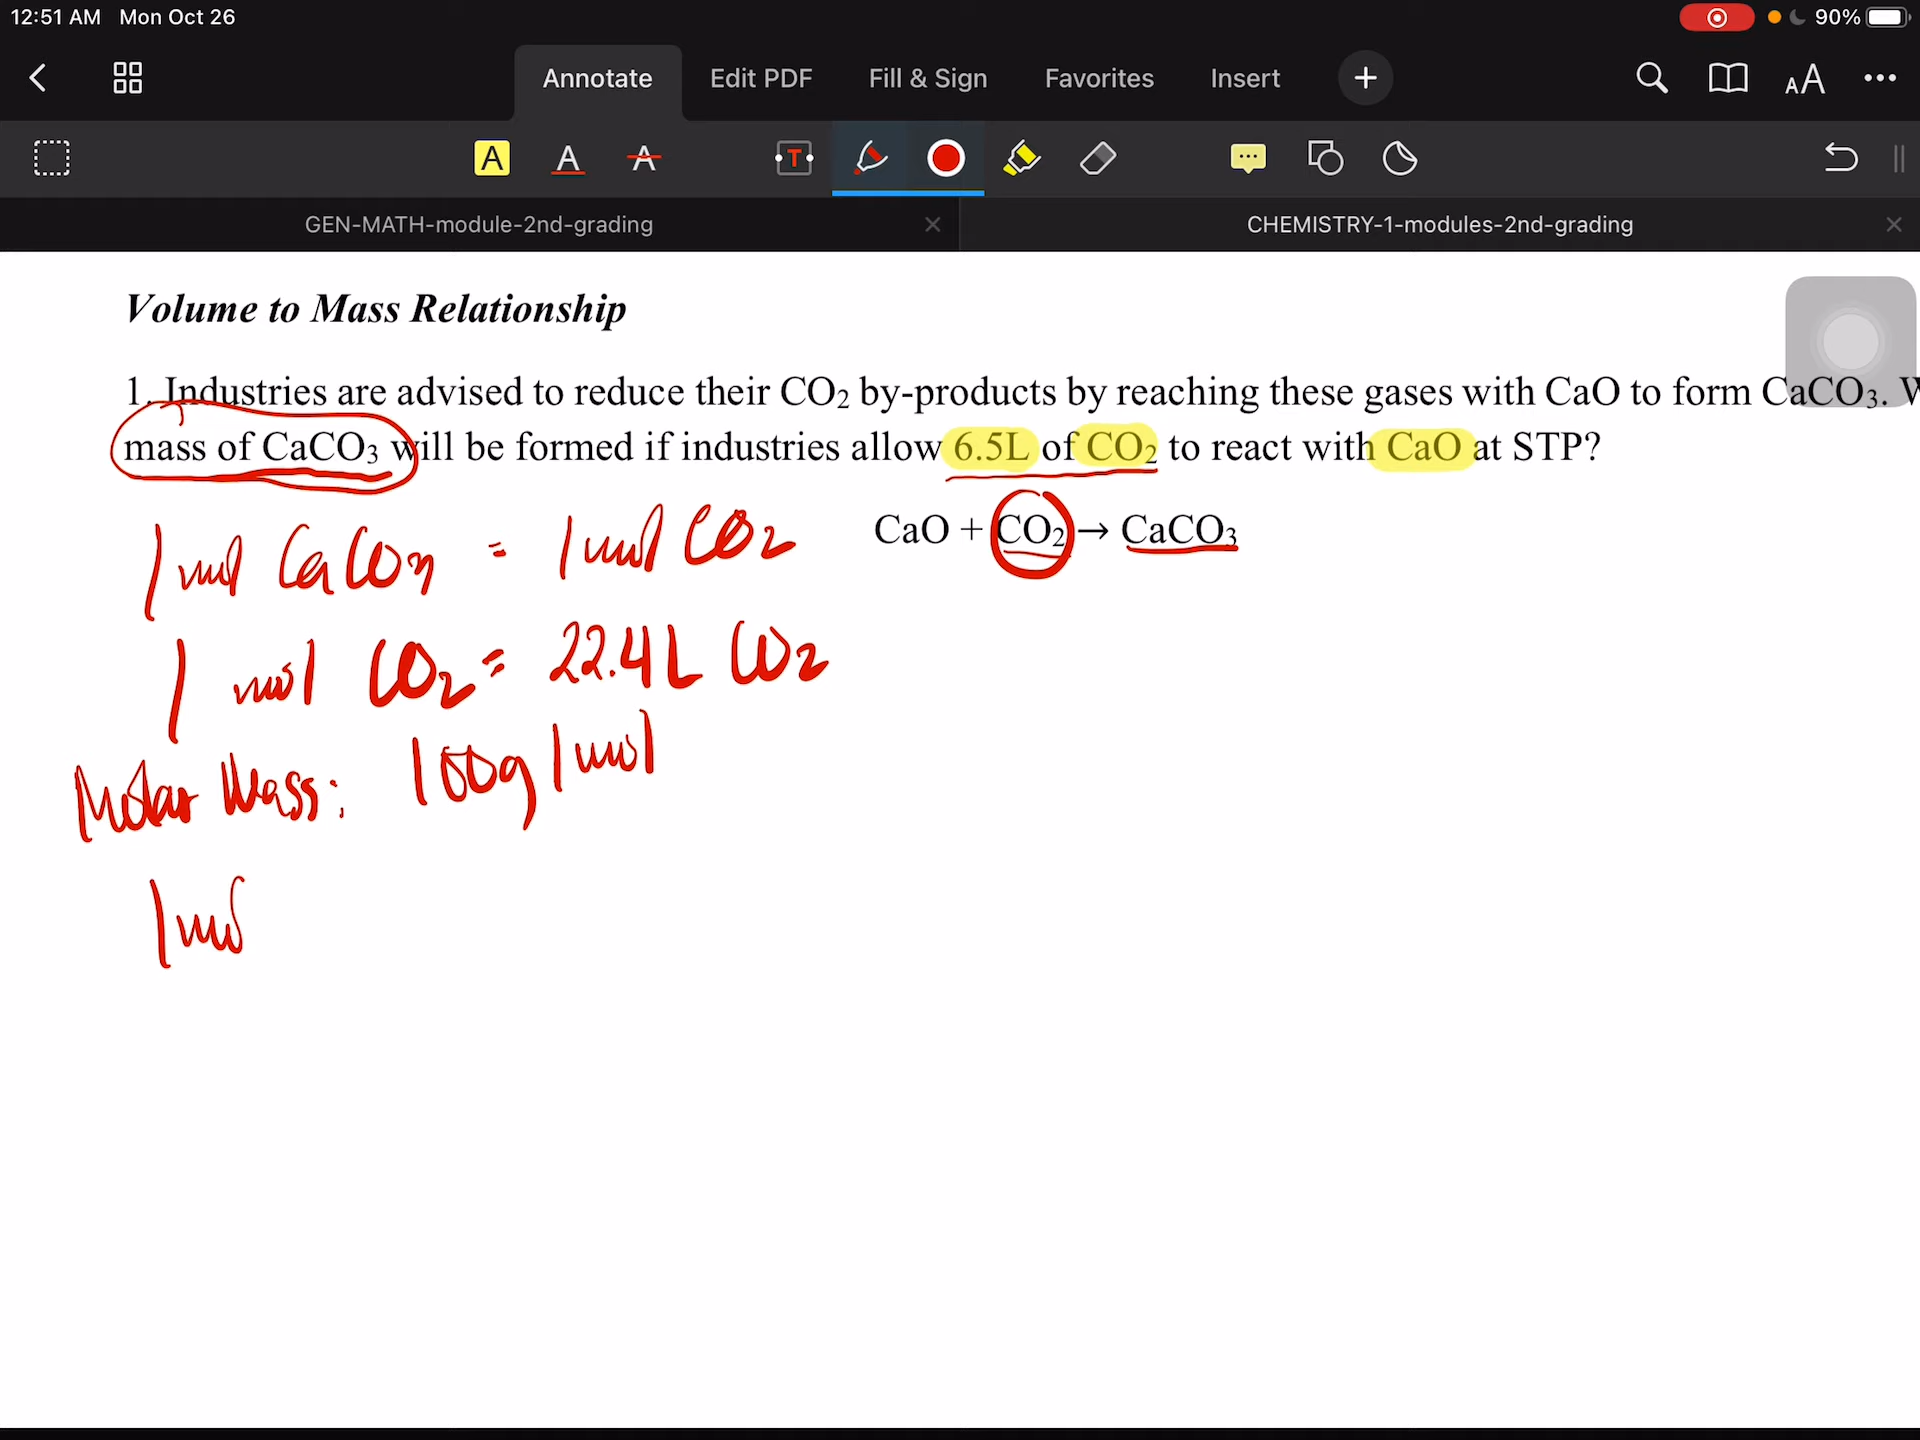 12:51 AM Mon Oct 26 90%
Annotate Edit PDF Fill & Sign Favorites Insert
GEN-MATH-module-2nd-grading CHEMISTRY-1-modules-2nd-grading
Volume to Mass Relationship
1. Industries are advised to reduce their CO₂ by-products by reaching these gases with CaO to form CaCO₃. W
mass of CaCO₃ will be formed if industries allow 6.5L of CO₂ to react with CaO at STP?
CaO + CO₂ → CaCO₃
1 mol CaCO₃ = 1 mol CO₂
1 mol CO₂ = 22.4 L CO₂
Molar Mass: 100g/mol
1 mol